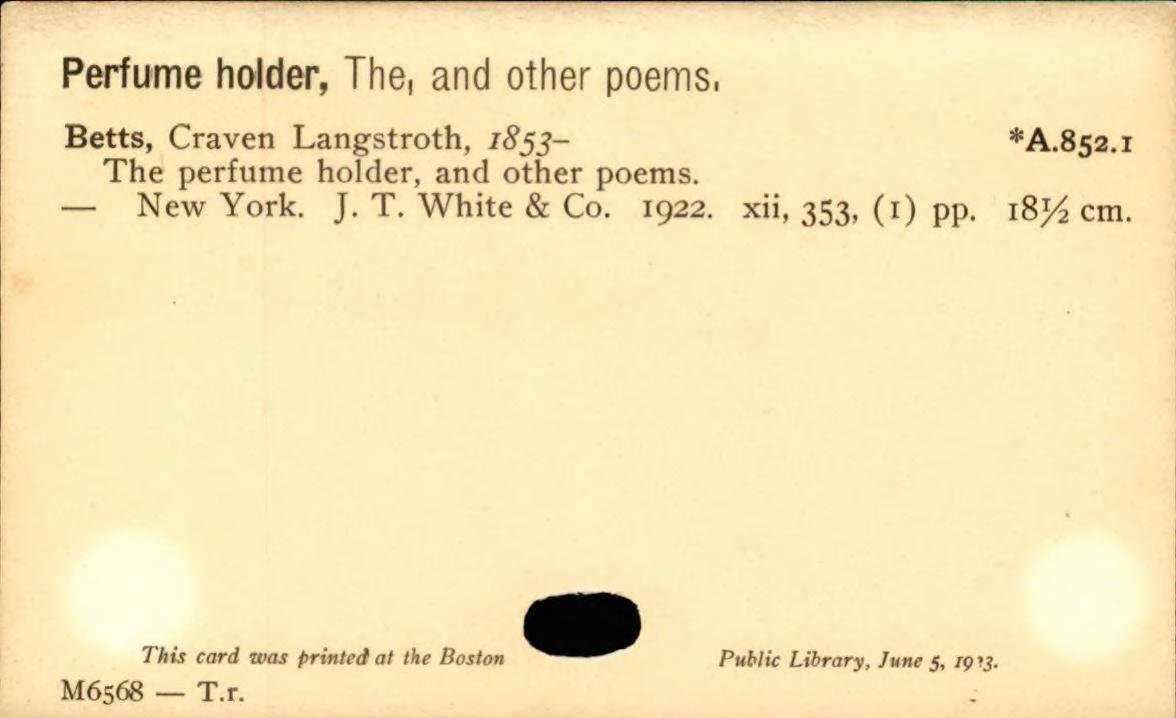 Perfume holder, The, and other poems.
Betts, Craven Langstroth, 1853– *A.852.1
The perfume holder, and other poems.
— New York. J. T. White & Co. 1922. xii, 353, (1) pp. 18½ cm.
This card was printed at the Boston Public Library, June 5,
M6568 — T.r.